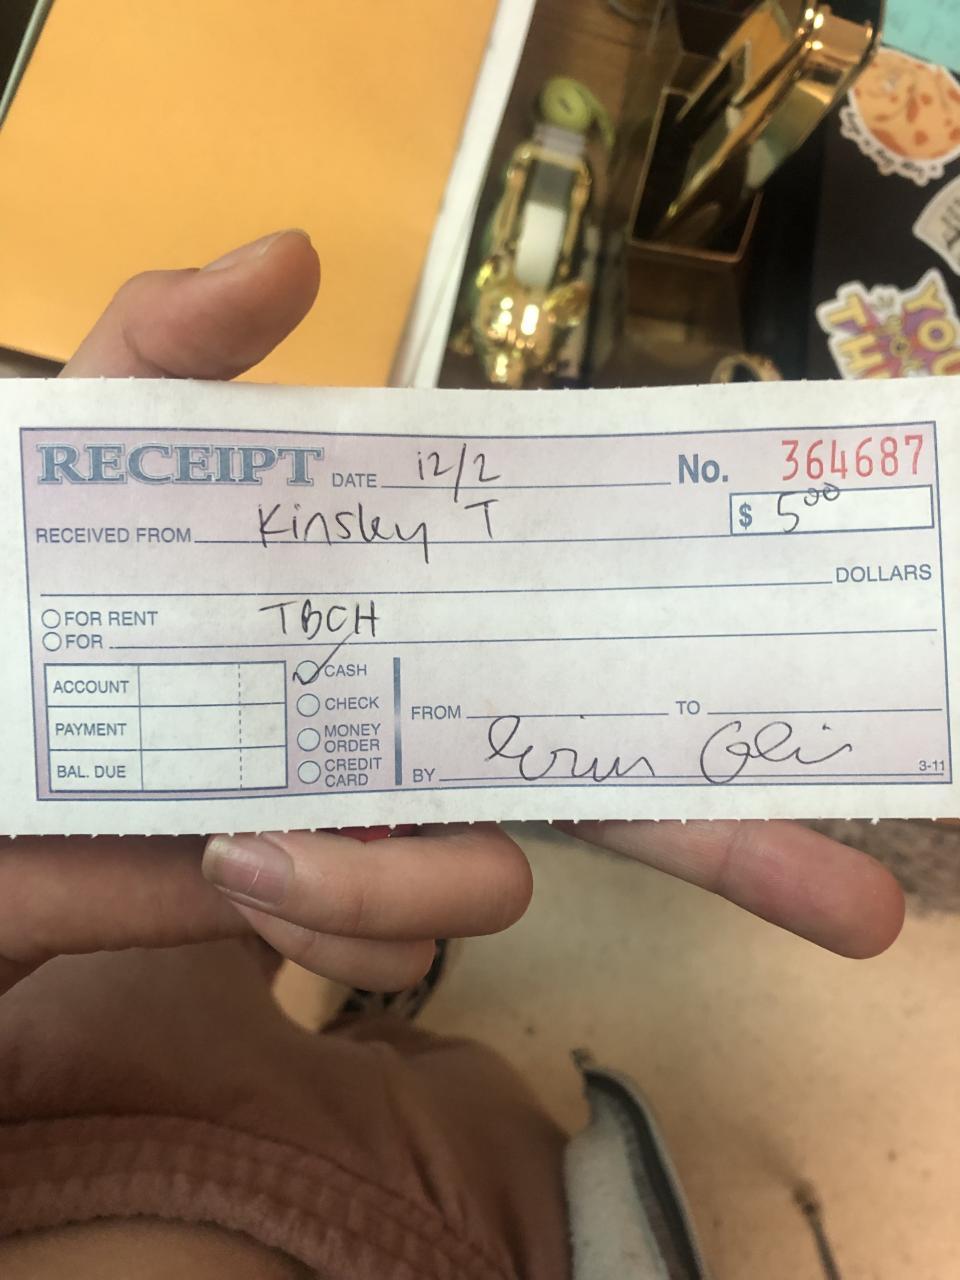 RECEIPT DATE 12/2 No. 364687
RECEIVED FROM Kinsley T $ 5.00
DOLLARS
FOR RENT
FOR TBCH
ACCOUNT
PAYMENT
BAL. DUE
CASH
CHECK
MONEY ORDER
CREDIT CARD
FROM TO
BY
3-11
YOU